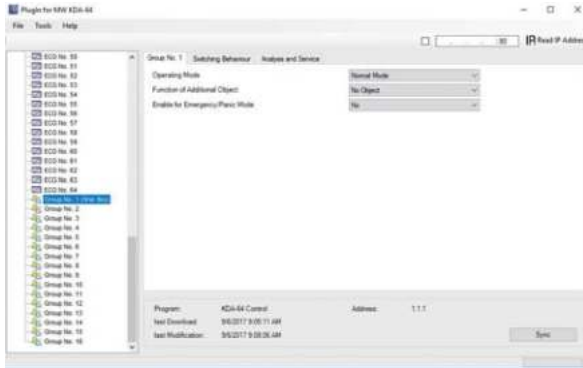 Plugin for MW KDA-64
File Tools Help
80 Read IP Addre
ECG No. 50
ECG No. 51
ECG No. 52
ECG No. 53
ECG No. 54
ECG No. 55
ECG No. 56
ECG No. 57
ECG No. 58
ECG No. 59
ECG No. 60
ECG No. 61
ECG No. 62
ECG No. 63
ECG No. 64
Group No. 1
Group No. 2
Group No. 3
Group No. 4
Group No. 5
Group No. 6
Group No. 7
Group No. 8
Group No. 9
Group No. 10
Group No. 11
Group No. 12
Group No. 13
Group No. 14
Group No. 15
Group No. 16
Group No. 1 Switching Behaviour Analysis and Service
Operating Mode Normal Mode
Function of Additional Object No Object
Enable for Emergency/Panic Mode No
Program: KDA-64 Control Address: 1.1.1
last Download: 9/6/2017 9:00:11 AM
last Modification: 9/6/2017 9:08:06 AM
Sync